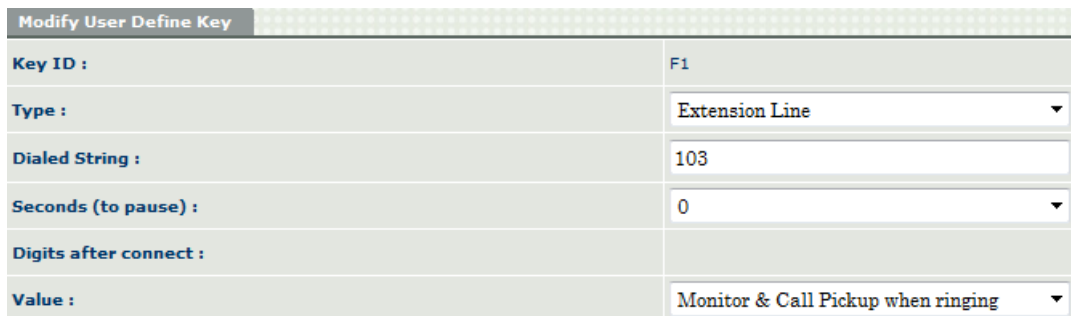 Modify User Define Key
Key ID : F1
Type : Extension Line
Dialed String : 103
Seconds (to pause) : 0
Digits after connect :
Value : Monitor & Call Pickup when ringing